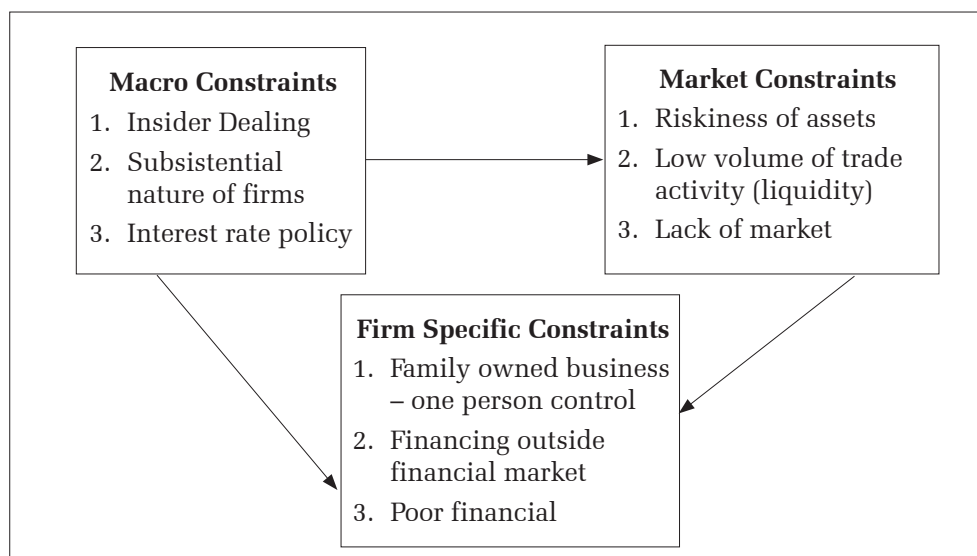 Macro Constraints
1. Insider Dealing
2. Subsistential
nature of firms
3. Interest rate policy
Market Constraints
1. Riskiness of assets
2. Low volume of trade
activity (liquidity)
3. Lack of market
Firm Specific Constraints
1. Family owned business
– one person control
2. Financing outside
financial market
3. Poor financial